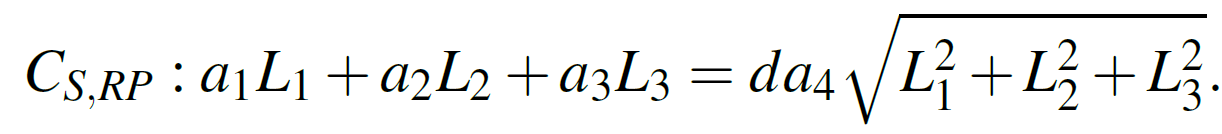 $C_{S,RP} : a_1L_1 + a_2L_2 + a_3L_3 = da_4\sqrt{L_1^2 + L_2^2 + L_3^2}.$